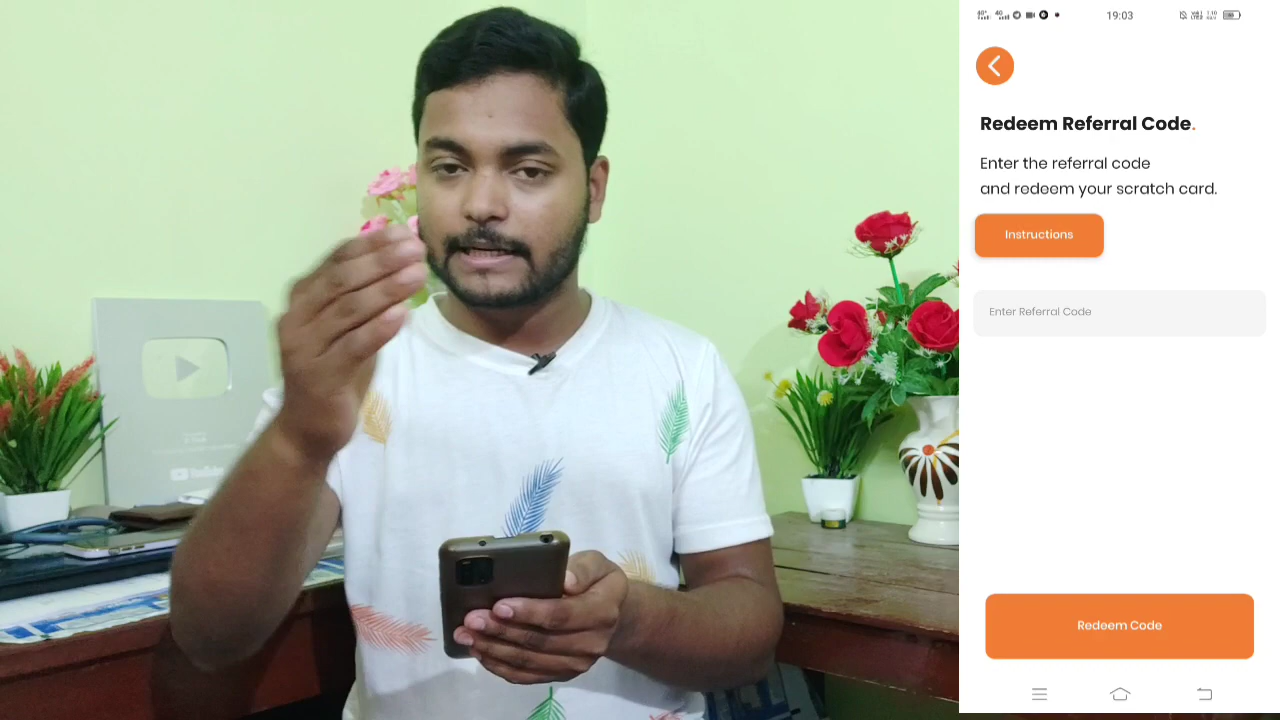 19:03
Redeem Referral Code.
Enter the referral code
and redeem your scratch card.
Instructions
Enter Referral Code
Redeem Code
YouTube